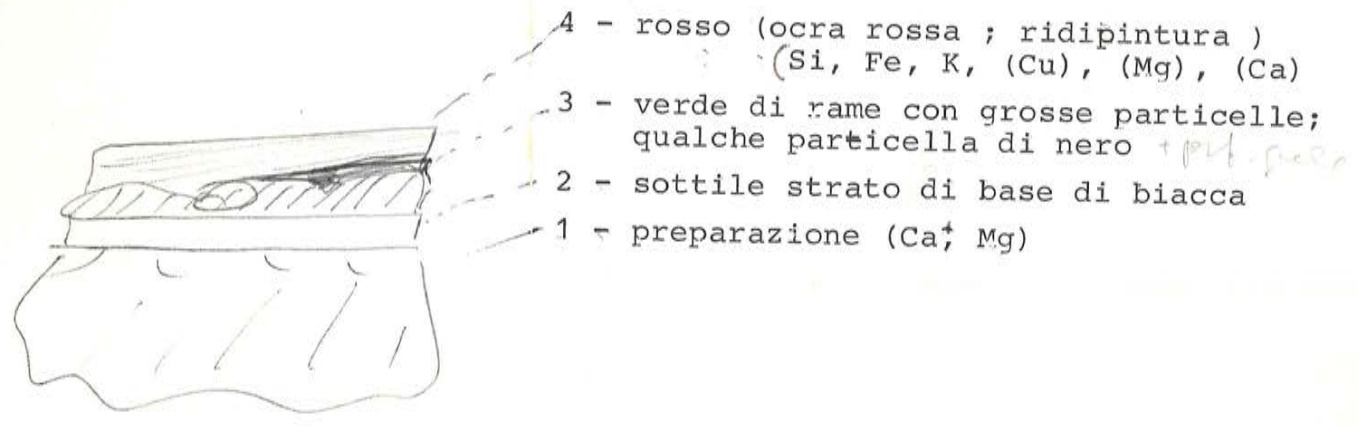 4 - rosso (ocra rossa ; ridipintura )
(Si, Fe, K, (Cu), (Mg), (Ca)
3 - verde di rame con grosse particelle;
qualche particella di nero
2 - sottile strato di base di biacca
1 - preparazione (Ca⁺, Mg)